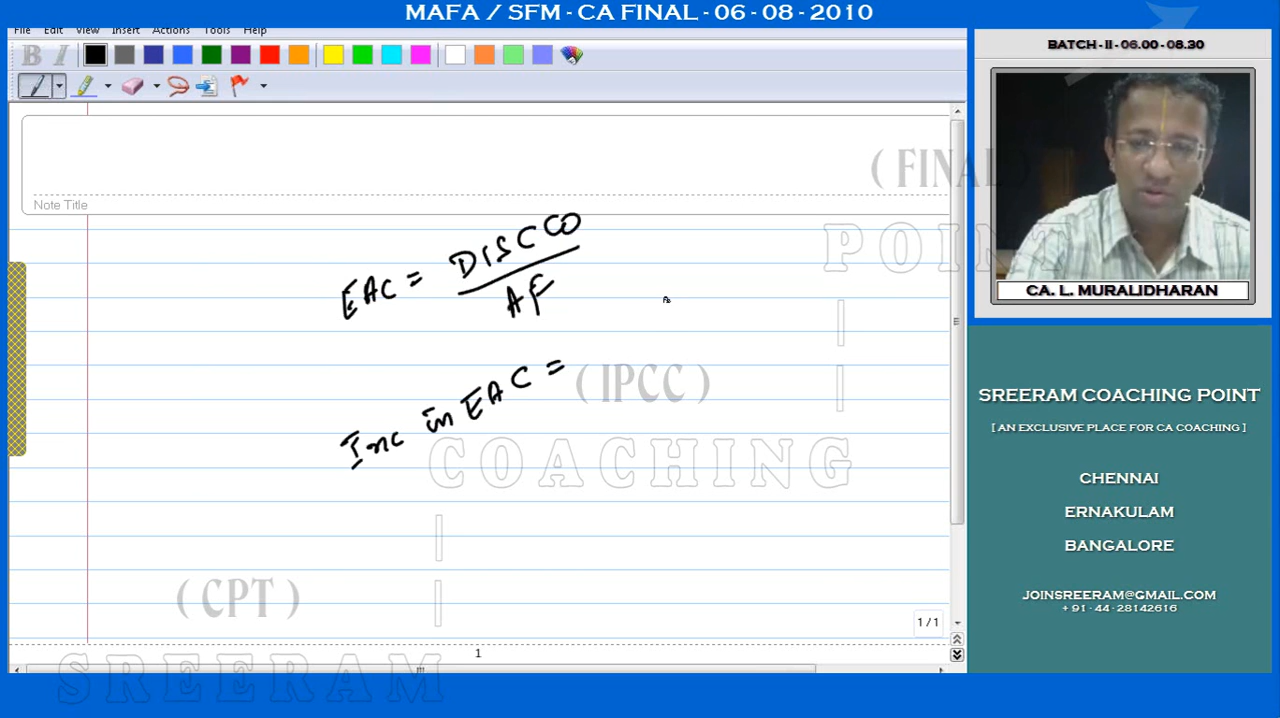 MAFA / SFM - CA FINAL - 06 - 08 - 2010
File Edit View Insert Actions Tools Help
B I
BATCH - II - 06.00 - 08.30
( FINAL )
Note Title
POINT
EAC = DISC CO
AF
CA. L. MURALIDHARAN
Inc in EAC =
( IPCC )
SREERAM COACHING POINT
[ AN EXCLUSIVE PLACE FOR CA COACHING ]
COACHING
CHENNAI
ERNAKULAM
BANGALORE
( CPT )
JOINSREERAM@GMAIL.COM
+ 91 - 44 - 28142616
1 / 1
1
SREERAM